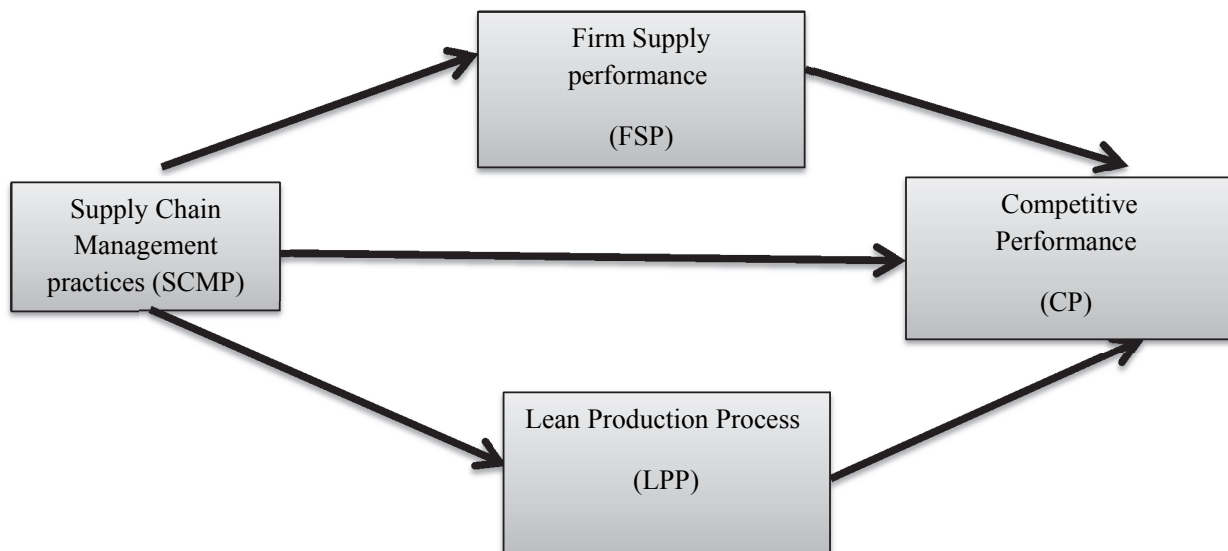 Firm Supply
performance
(FSP)
Supply Chain
Management
practices (SCMP)
Competitive
Performance
(CP)
Lean Production Process
(LPP)